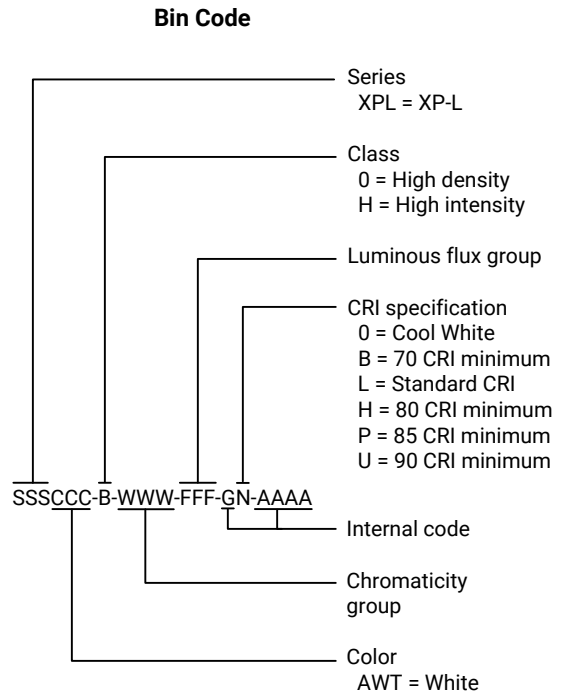 Bin Code
Series
XPL = XP-L
Class
0 = High density
H = High intensity
Luminous flux group
CRI specification
0 = Cool White
B = 70 CRI minimum
L = Standard CRI
H = 80 CRI minimum
P = 85 CRI minimum
U = 90 CRI minimum
SSSCCC-B-WWW-FFF-GN-AAAA
Internal code
Chromaticity
group
Color
AWT = White